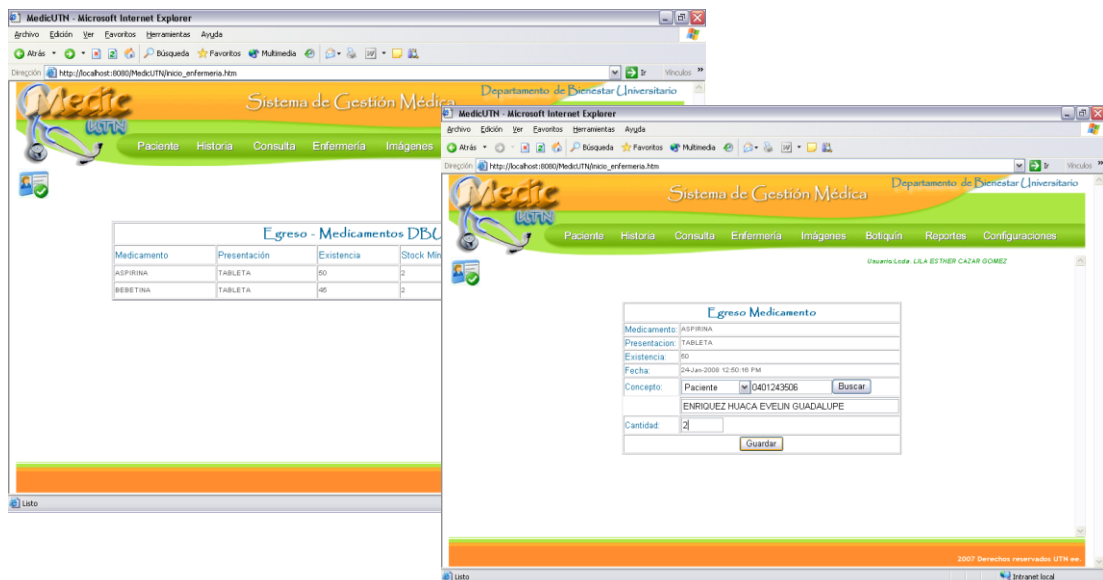 MedicUTN - Microsoft Internet Explorer
Archivo Edición Ver Favoritos Herramientas Ayuda
Atrás Búsqueda Favoritos Multimedia
Dirección http://localhost:8080/MedicUTN/inicio_enfermeria.htm Ir Vínculos »
Departamento de Bienestar Universitario
Medic UTN
Sistema de Gestión Médica
Paciente Historia Consulta Enfermería Imágenes
Egreso - Medicamentos DBU
Medicamento Presentación Existencia Stock Min
ASPIRINA TABLETA 50 2
BEBETINA TABLETA 46 2
Listo
MedicUTN - Microsoft Internet Explorer
Archivo Edición Ver Favoritos Herramientas Ayuda
Atrás Búsqueda Favoritos Multimedia
Dirección http://localhost:8080/MedicUTN/inicio_enfermeria.htm Ir Vínculos »
Departamento de Bienestar Universitario
Medic UTN
Sistema de Gestión Médica
Paciente Historia Consulta Enfermería Imágenes Botiquín Reportes Configuraciones
Usuario Lcda. LILA ESTHER CAZAR GOMEZ
Egreso Medicamento
Medicamento: ASPIRINA
Presentacion: TABLETA
Existencia: 50
Fecha: 24-Jan-2008 12:50:16 PM
Concepto: Paciente 0401243506 Buscar
ENRIQUEZ HUACA EVELIN GUADALUPE
Cantidad: 2
Guardar
2007 Derechos reservados UTN
Listo Intranet local